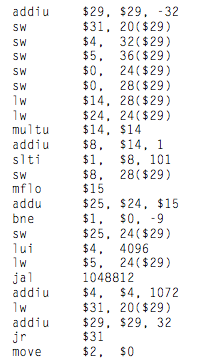 addiu $29, $29, -32
sw $31, 20($29)
sw $4, 32($29)
sw $5, 36($29)
sw $0, 24($29)
sw $0, 28($29)
lw $14, 28($29)
lw $24, 24($29)
multu $14, $14
addiu $8, $14, 1
slti $1, $8, 101
sw $8, 28($29)
mflo $15
addu $25, $24, $15
bne $1, $0, -9
sw $25, 24($29)
lui $4, 4096
lw $5, 24($29)
jal 1048812
addiu $4, $4, 1072
lw $31, 20($29)
addiu $29, $29, 32
jr $31
move $2, $0